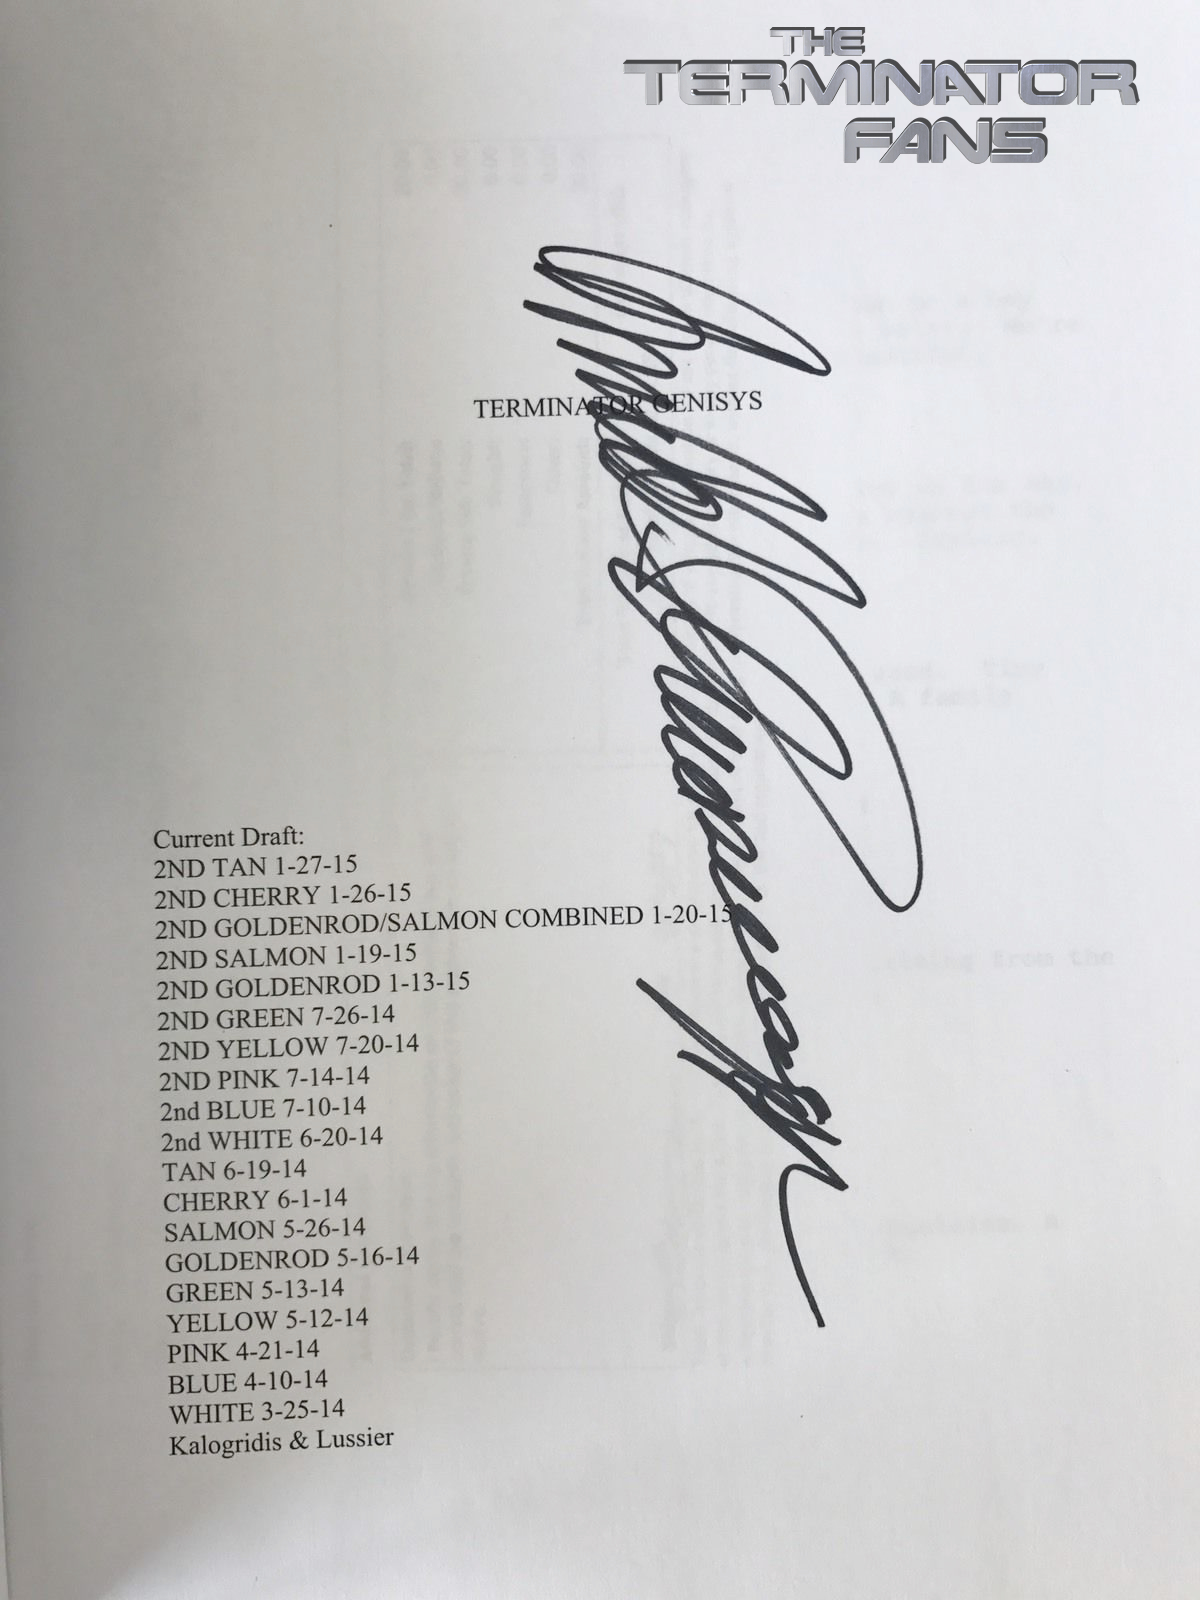 THE
TERMINATOR
FANS
TERMINATOR GENISYS
Current Draft:
2ND TAN 1-27-15
2ND CHERRY 1-26-15
2ND GOLDENROD/SALMON COMBINED 1-20-15
2ND SALMON 1-19-15
2ND GOLDENROD 1-13-15
2ND GREEN 7-26-14
2ND YELLOW 7-20-14
2ND PINK 7-14-14
2nd BLUE 7-10-14
2nd WHITE 6-20-14
TAN 6-19-14
CHERRY 6-1-14
SALMON 5-26-14
GOLDENROD 5-16-14
GREEN 5-13-14
YELLOW 5-12-14
PINK 4-21-14
BLUE 4-10-14
WHITE 3-25-14
Kalogridis & Lussier